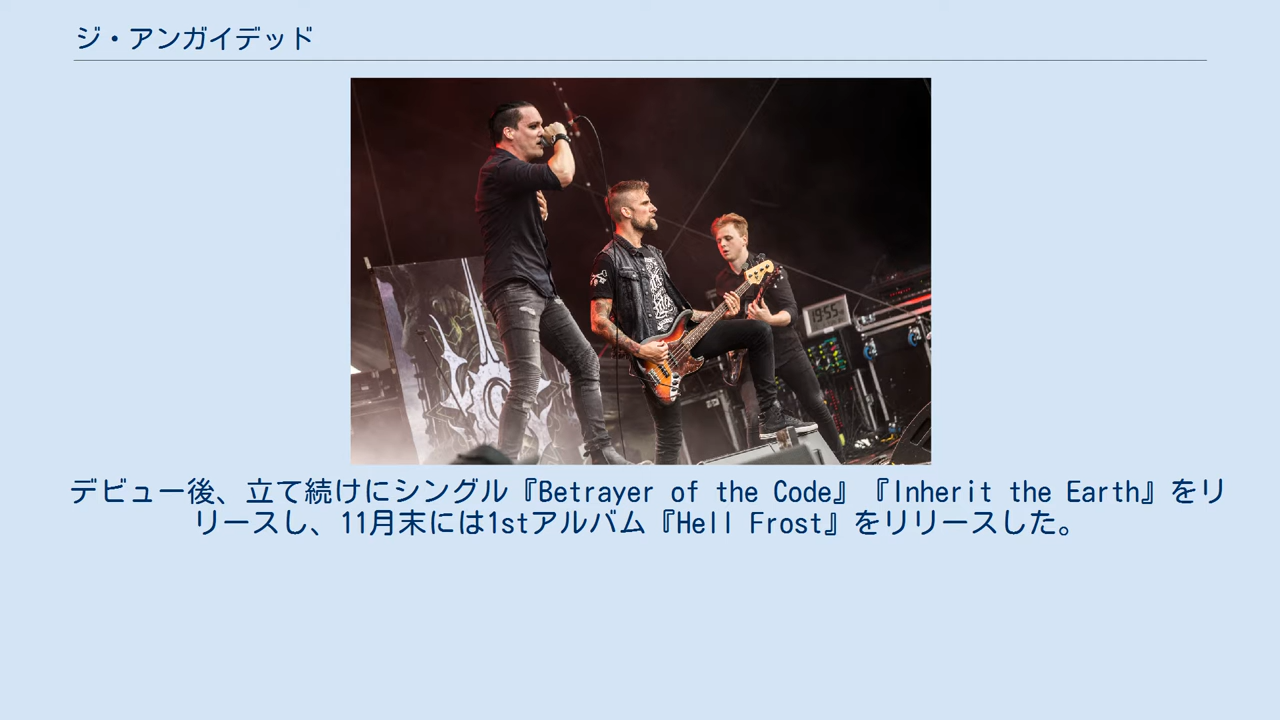 ジ・アンガイデッド
19:55
デビュー後、立て続けにシングル『Betrayer of the Code』『Inherit the Earth』をリ
リースし、11月末には1stアルバム『Hell Frost』をリリースした。